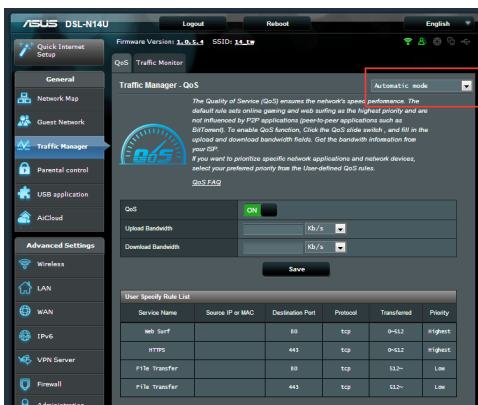 ASUS DSL-N14U
Logout
Reboot
English
Quick Internet
Setup
Firmware Version: 1.0.5.4 SSID: 14_tw
QoS Traffic Monitor
General
Network Map
Guest Network
Traffic Manager
Parental control
USB application
AiCloud
Advanced Settings
Wireless
LAN
WAN
IPv6
VPN Server
Firewall
Administration
Traffic Manager - QoS
Automatic mode
The Quality of Service (QoS) ensures the network's speed performance. The
default rule sets online gaming and web surfing as the highest priority and are
not influenced by P2P applications (peer-to-peer applications such as
BitTorrent). To enable QoS function, Click the QoS slide switch , and fill in the
upload and download bandwidth fields. Get the bandwith information from
your ISP.
If you want to prioritize specific network applications and network devices,
select your preferred priority from the User-defined QoS rules.
QoS FAQ
QoS
QoS ON
Upload Bandwidth Kb/s
Download Bandwidth Kb/s
Save
User Specify Rule List
Service Name Source IP or MAC Destination Port Protocol Transferred Priority
Web Surf 80 tcp 0~512 Highest
HTTPS 443 tcp 0~512 Highest
File Transfer 80 tcp 512~ Low
File Transfer 443 tcp 512~ Low